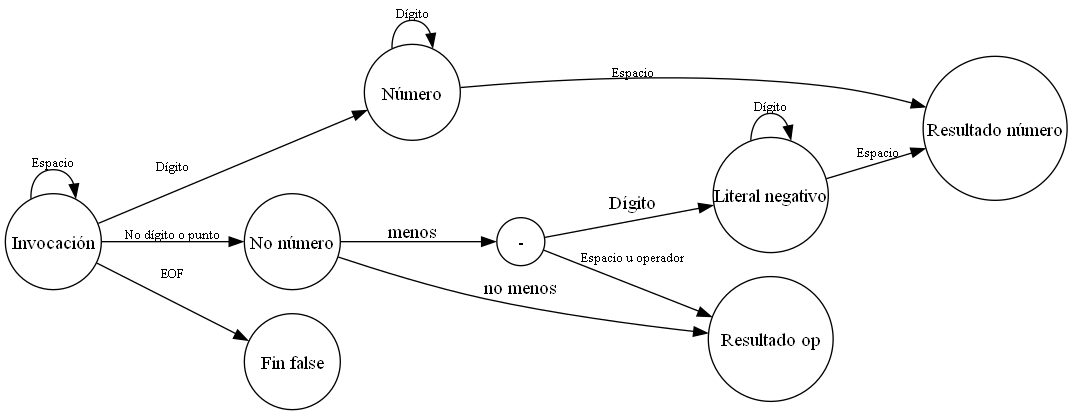 Dígito
Número
Espacio
Resultado número
Dígito
Espacio
Literal negativo
Espacio
Dígito
Invocación
No dígito o punto
No número
menos
-
Dígito
Espacio u operador
no menos
EOF
Resultado op
Fin false